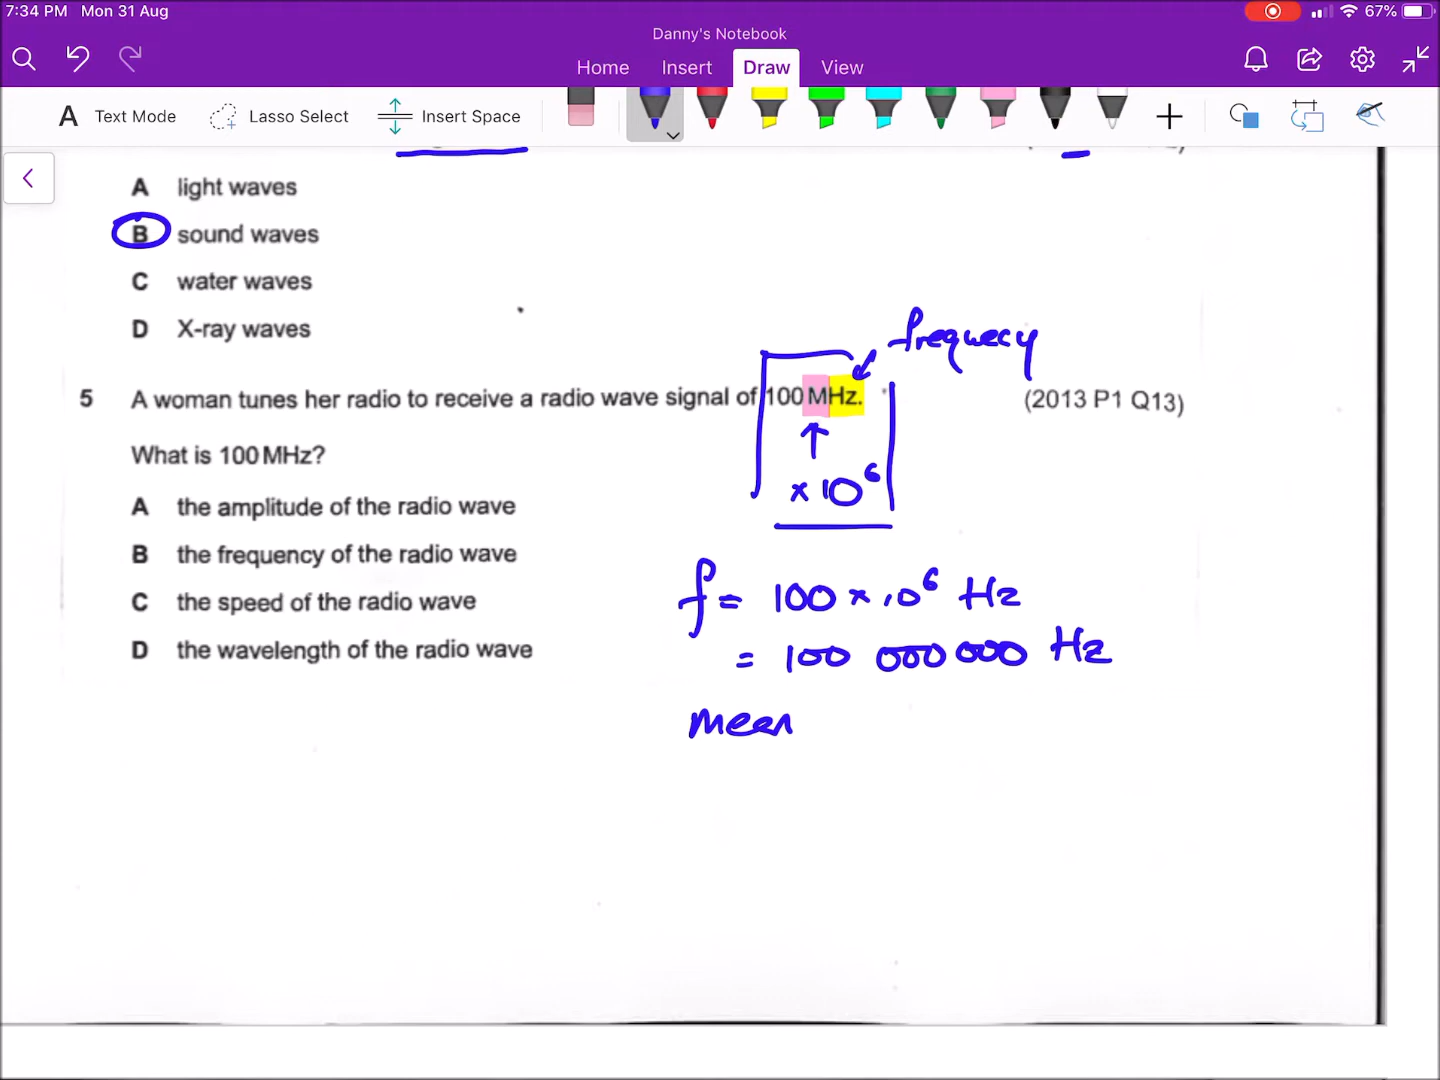 7:34 PM Mon 31 Aug
67%
Danny's Notebook
Home Insert Draw View
A Text Mode Lasso Select Insert Space
A light waves
B sound waves
C water waves
D X-ray waves
frequecy
5 A woman tunes her radio to receive a radio wave signal of 100 MHz. (2013 P1 Q13)
What is 100 MHz?
× 10⁶
A the amplitude of the radio wave
B the frequency of the radio wave
C the speed of the radio wave
D the wavelength of the radio wave
f = 100 × 10⁶ Hz
= 100 000 000 Hz
mean